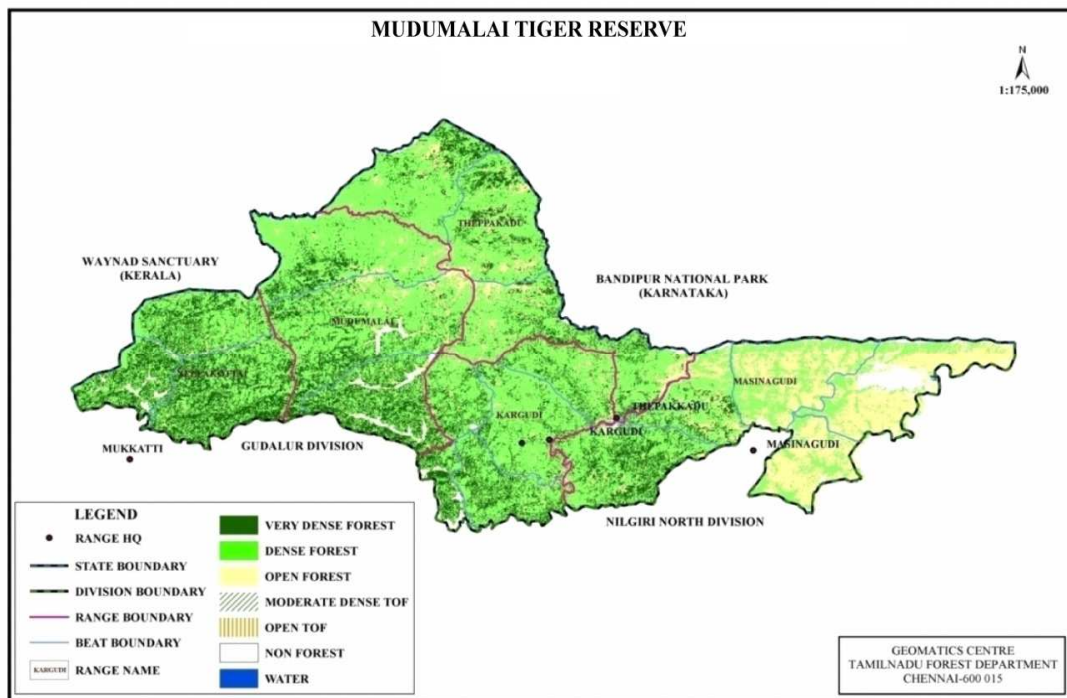 MUDUMALAI TIGER RESERVE
N
1:175,000
THEPPAKADU
WAYNAD SANCTUARY
(KERALA)
BANDIPUR NATIONAL PARK
(KARNATAKA)
MUDUMALAI
MASINAGUDI
KARGUDI
THEPAKKADU
KARGUDI
MASINAGUDI
MUKKATTI
GUDALUR DIVISION
NILGIRI NORTH DIVISION
LEGEND
RANGE HQ
STATE BOUNDARY
DIVISION BOUNDARY
RANGE BOUNDARY
BEAT BOUNDARY
KARGUDI RANGE NAME
VERY DENSE FOREST
DENSE FOREST
OPEN FOREST
MODERATE DENSE TOF
OPEN TOF
NON FOREST
WATER
GEOMATICS CENTRE
TAMILNADU FOREST DEPARTMENT
CHENNAI-600 015